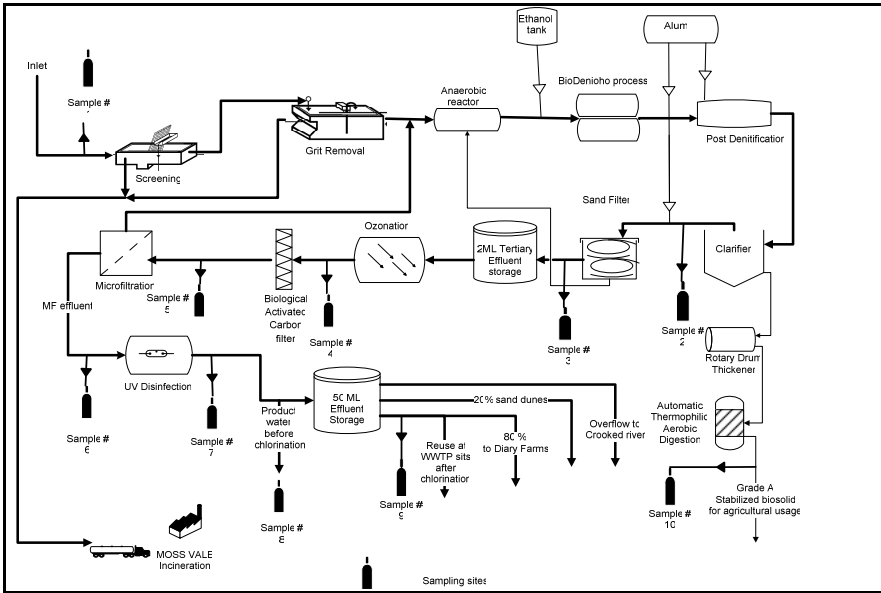 Ethanol
tank
Alum
Inlet
Sample #
Anaerobic
reactor
BioDenioho process
Screening
Grit Removal
Post Denitification
Sand Filter
Ozonation
2ML Tertiary
Effluent
storage
Clarifier
Microfiltration
Sample #
5
Biological
Activated
Carbon
filter
Sample #
4
Sample #
3
Sample #
2
MF effluent
Rotary Drum
Thickener
UV Disinfection
50 ML
Effluent
Storage
20% sand dunes
Overflow to
Crooked river
Automatic
Thermophilic
Aerobic
Digestion
Product
water
before
chlorination
Reuse at
WWTP sits
after
chlorination
80 %
to Diary Farms
Sample #
6
Sample #
7
Sample #
8
Sample #
9
Sample #
10
Grade A
Stabilized biosolid
for agricultural usage
MOSS VALE
Incineration
Sampling sites